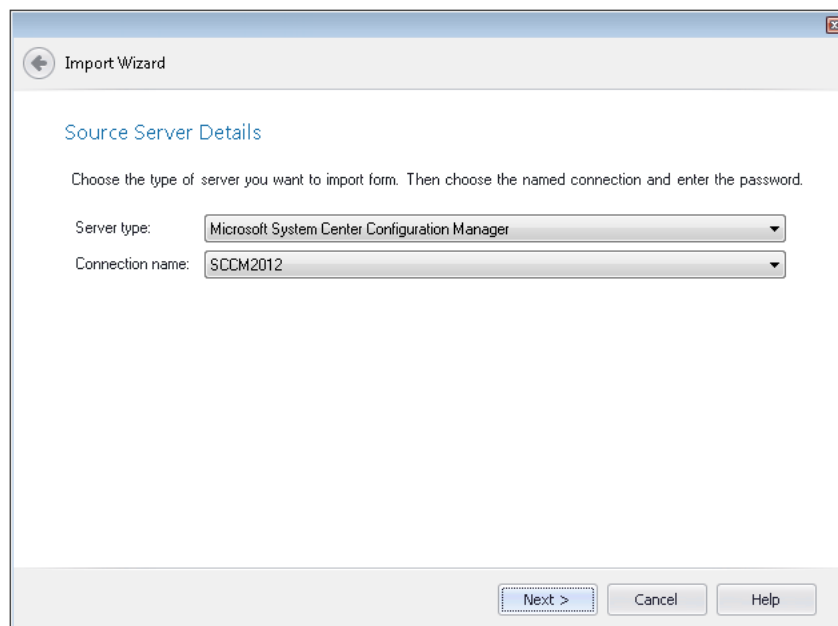 Import Wizard
Source Server Details
Choose the type of server you want to import form. Then choose the named connection and enter the password.
Server type: Microsoft System Center Configuration Manager
Connection name: SCCM2012
Next > Cancel Help